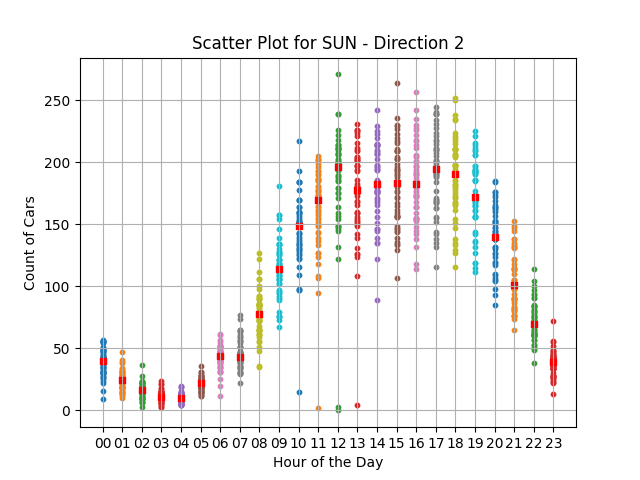 Scatter Plot for SUN - Direction 2
Count of Cars
250
200
150
100
50
0
00 01 02 03 04 05 06 07 08 09 10 11 12 13 14 15 16 17 18 19 20 21 22 23
Hour of the Day